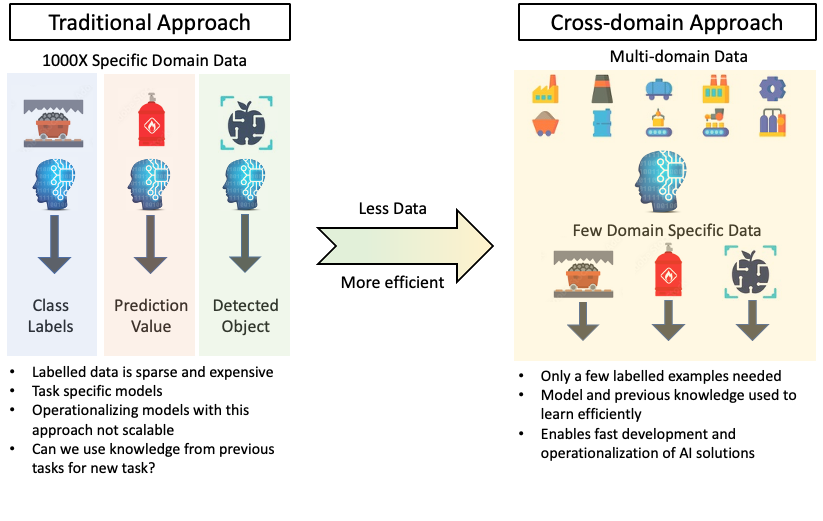 Traditional Approach
1000X Specific Domain Data
Class
Labels
Prediction
Value
Detected
Object
• Labelled data is sparse and expensive
• Task specific models
• Operationalizing models with this
approach not scalable
• Can we use knowledge from previous
tasks for new task?
Less Data
More efficient
Cross-domain Approach
Multi-domain Data
Few Domain Specific Data
• Only a few labelled examples needed
• Model and previous knowledge used to
learn efficiently
• Enables fast development and
operationalization of AI solutions